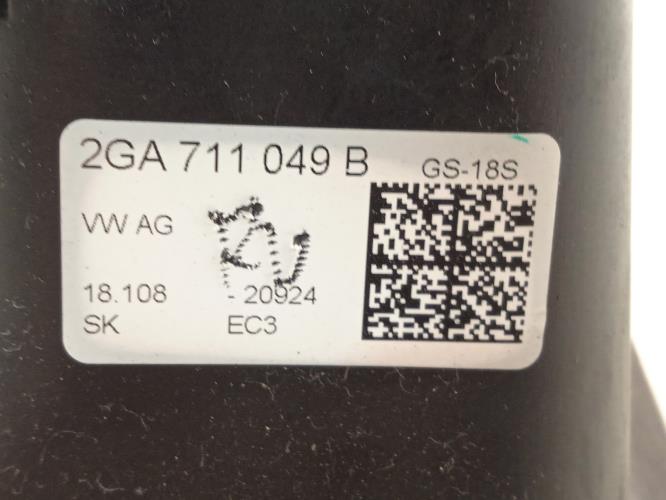 2GA 711 049 B
GS-18S
VW AG
18.108 - 20924
SK EC3